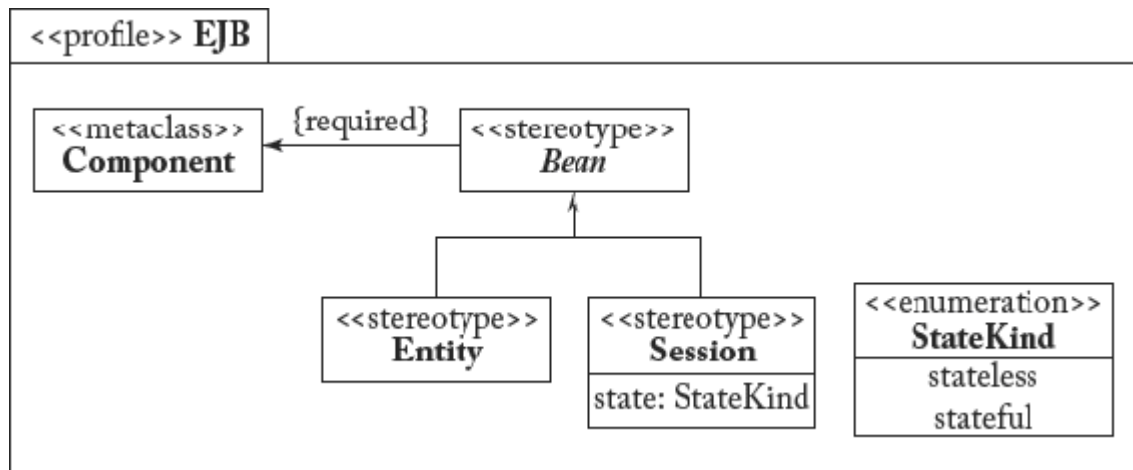 <<profile>> EJB
<<metaclass>>
Component
{required}
<<stereotype>>
Bean
<<stereotype>>
Entity
<<stereotype>>
Session
state: StateKind
<<enumeration>>
StateKind
stateless
stateful